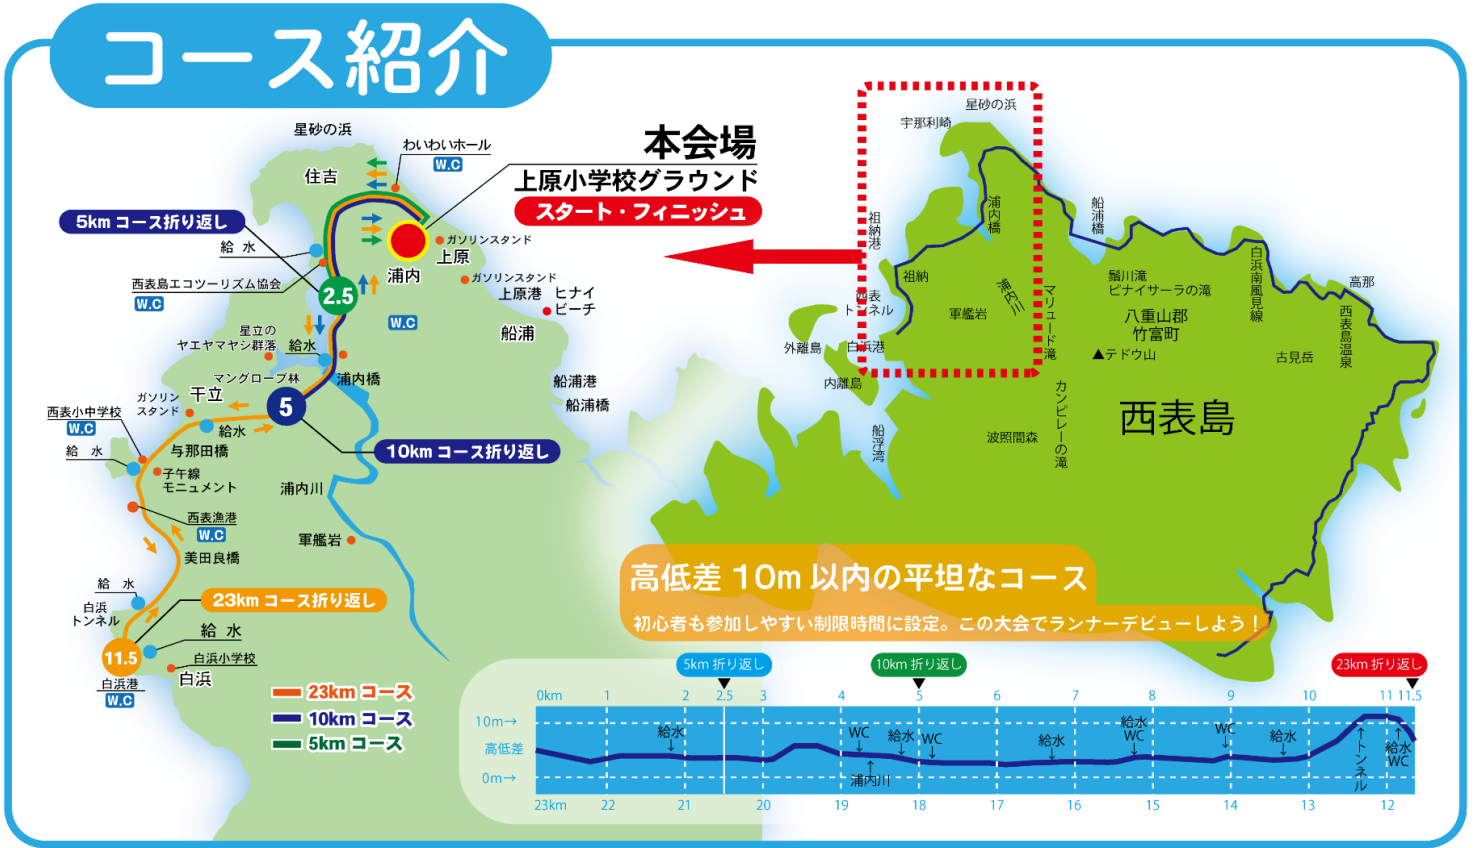 コース紹介
星砂の浜
わいわいホール
W.C
住吉
本会場
上原小学校グラウンド
スタート・フィニッシュ
5kmコース折り返し
給 水
西表島エコツーリズム協会
W.C
2.5
浦内
ガソリンスタンド
上原
ガソリンスタンド
上原港
ヒナイ
ビーチ
船浦
W.C
星立の
ヤエヤマヤシ群落
給水
マングローブ林
浦内橋
船浦港
船浦橋
干立
ガソリン
スタンド
5
西表小中学校
W.C
給水
10kmコース折り返し
給 水
与那田橋
子午線
モニュメント
浦内川
西表漁港
W.C
軍艦岩
美田良橋
給 水
白浜
トンネル
23kmコース折り返し
給 水
11.5
白浜小学校
白浜港
W.C
白浜
23kmコース
10kmコース
5kmコース
星砂の浜
宇那利崎
浦内橋
祖納港
船浦橋
祖納
西表
トンネル
浦内川
軍艦岩
マリュード滝
鬚川滝
ピナイサーラの滝
白浜南風見線
高那
八重山郡
竹富町
西表島温泉
外離島
白浜港
▲テドウ山
古見岳
内離島
カンビレーの滝
西表島
船浮湾
波照間森
高低差10m以内の平坦なコース
初心者も参加しやすい制限時間に設定。この大会でランナーデビューしよう！
5km 折り返し
10km 折り返し
23km 折り返し
0km 1 2 2.5 3 4 5 6 7 8 9 10 11 11.5
10m→
高低差
0m→
給水
WC
浦内川
給水
WC
給水
給水
WC
WC
給水
トンネル
給水
WC
23km 22 21 20 19 18 17 16 15 14 13 12